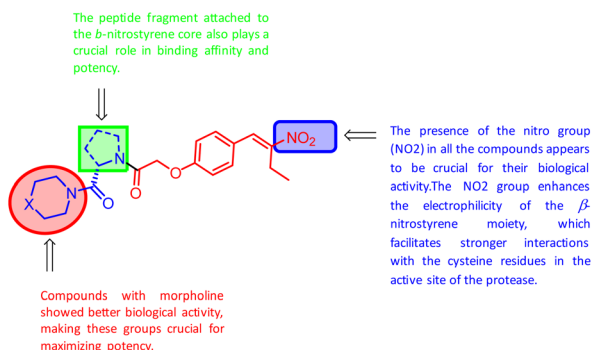 The peptide fragment attached to
the b-nitrostyrene core also plays a
crucial role in binding affinity and
potency.
NO2
N
O
O
N
X
O
The presence of the nitro group
(NO2) in all the compounds appears
to be crucial for their biological
activity.The NO2 group enhances
the electrophilicity of the β-
nitrostyrene moiety, which
facilitates stronger interactions
with the cysteine residues in the
active site of the protease.
Compounds with morpholine
showed better biological activity,
making these groups crucial for
maximizing potency.